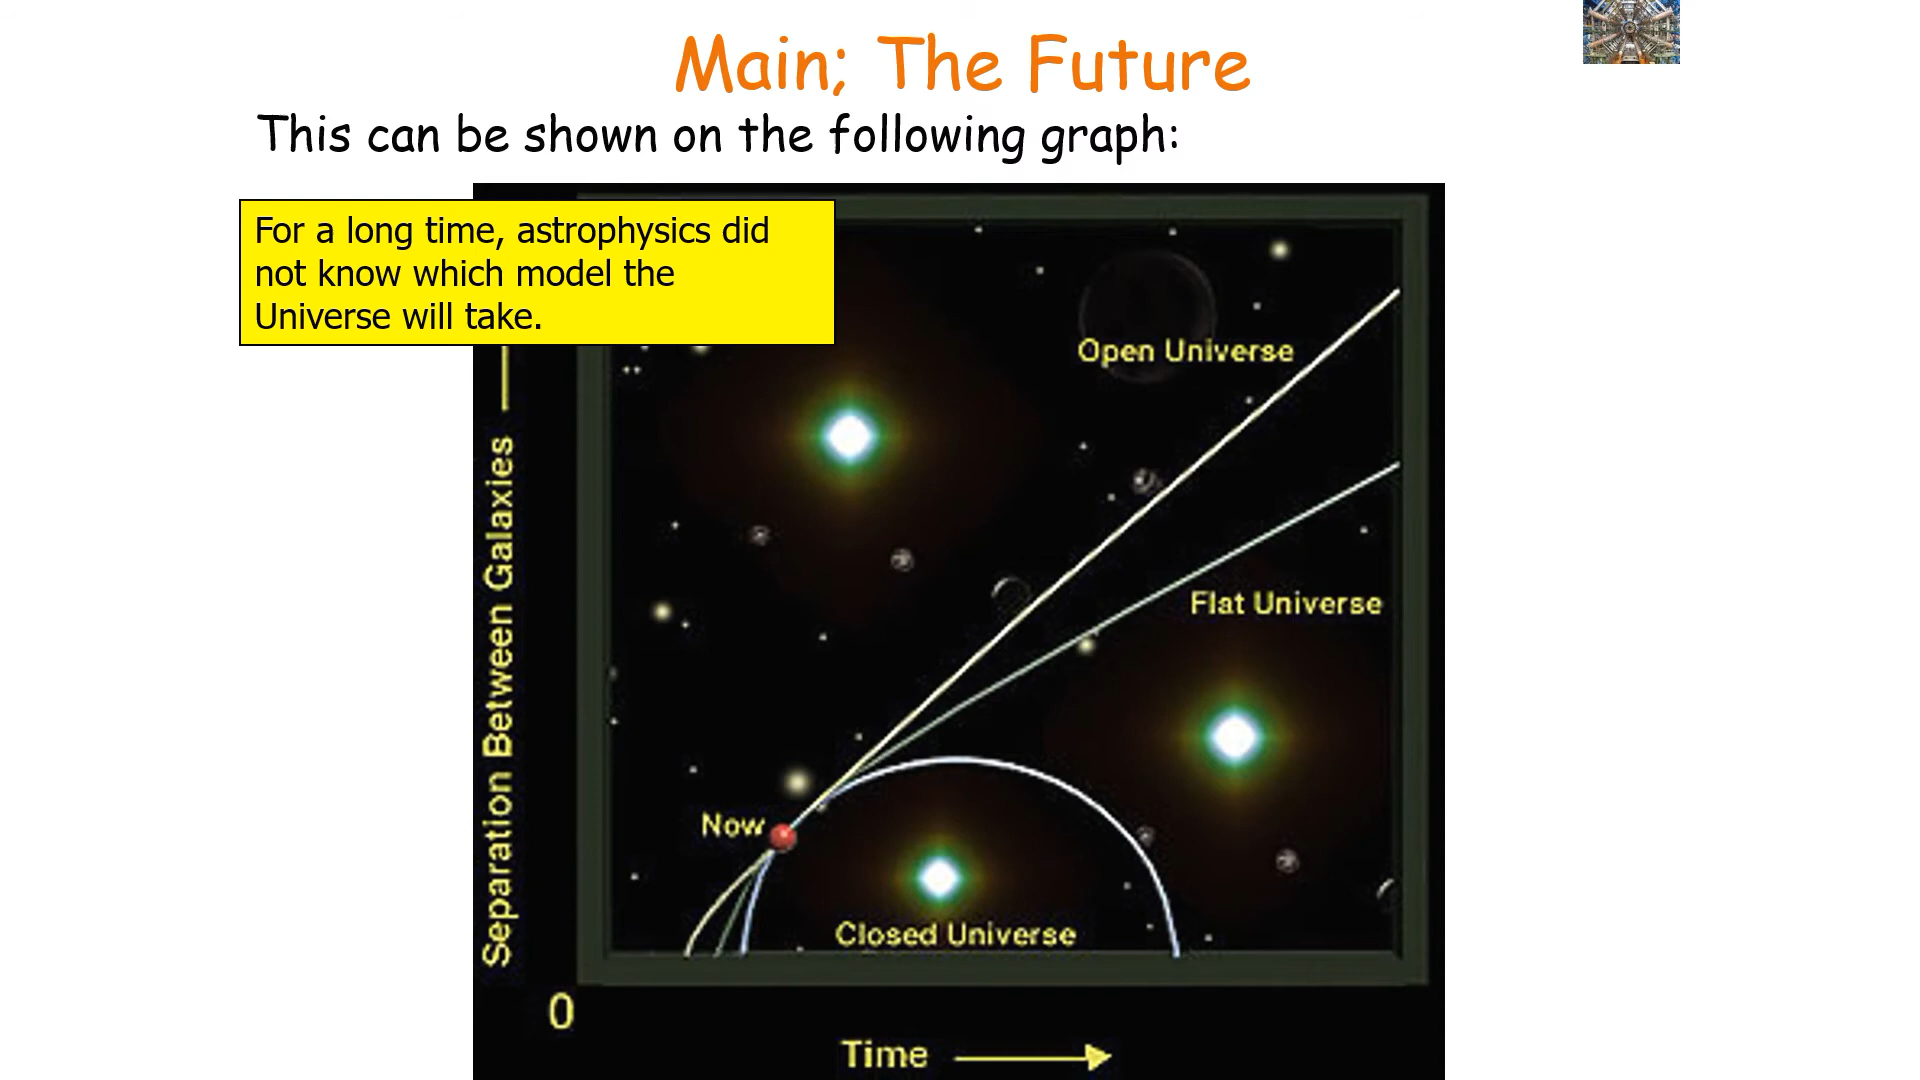 Main; The Future
This can be shown on the following graph:
For a long time, astrophysics did
not know which model the
Universe will take.
Open Universe
Flat Universe
Now
Closed Universe
Separation Between Galaxies
0
Time